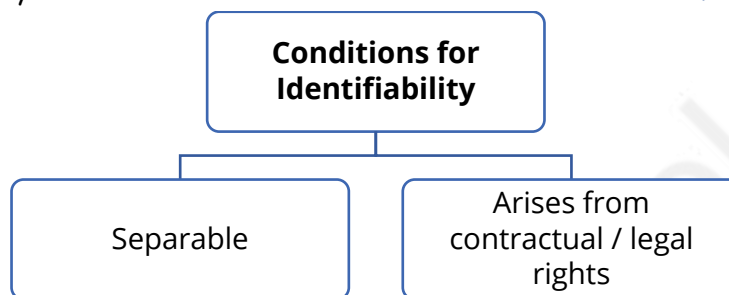 Conditions for
Identifiability
Separable
Arises from
contractual / legal
rights